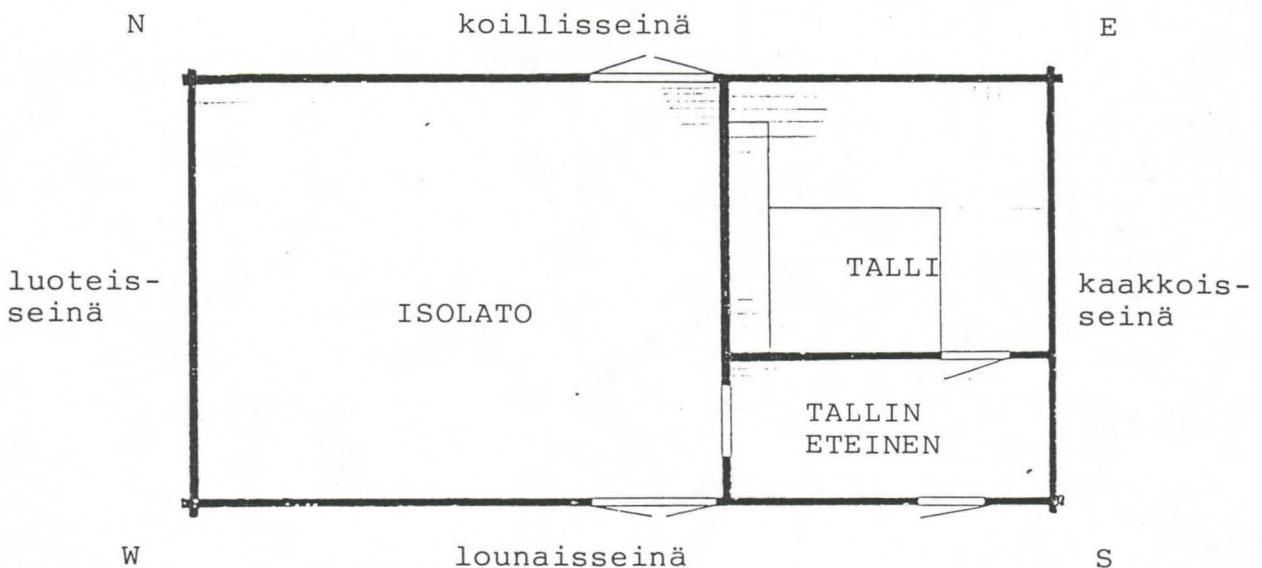 N
koillisseinä
E
luoteis-
seinä
ISOLATO
TALLI
kaakkois-
seinä
TALLIN
ETEINEN
W
lounaisseinä
S